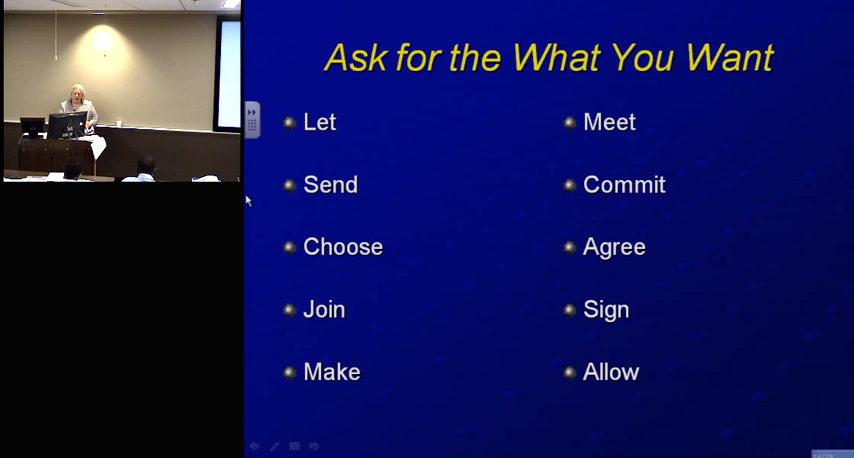 Ask for the What You Want
Let
Send
Choose
Join
Make
Meet
Commit
Agree
Sign
Allow